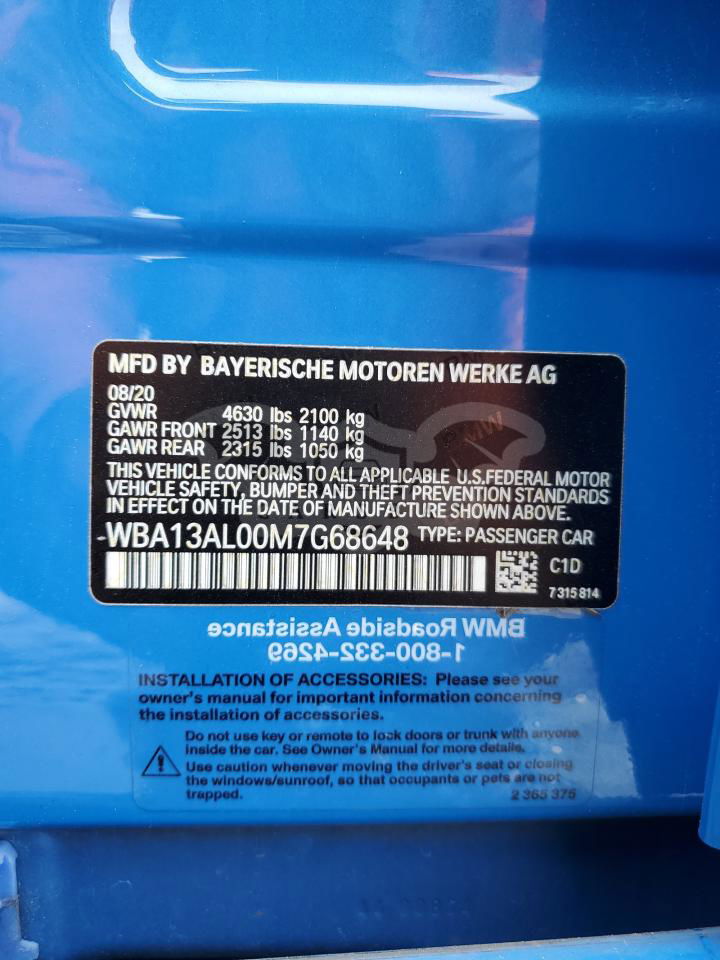 MFD BY BAYERISCHE MOTOREN WERKE AG
08/20
GVWR 4630 lbs 2100 kg
GAWR FRONT 2513 lbs 1140 kg
GAWR REAR 2315 lbs 1050 kg
THIS VEHICLE CONFORMS TO ALL APPLICABLE U.S.FEDERAL MOTOR
VEHICLE SAFETY, BUMPER AND THEFT PREVENTION STANDARDS
IN EFFECT ON THE DATE OF MANUFACTURE SHOWN ABOVE.
-WBA13AL00M7G68648 TYPE: PASSENGER CAR
C1D
7315814
BMW Roadside Assistance
1-800-332-4269
INSTALLATION OF ACCESSORIES: Please see your
owner's manual for important information concerning
the installation of accessories.
Do not use key or remote to lock doors or trunk with anyone
inside the car. See Owner's Manual for more details.
Use caution whenever moving the driver's seat or closing
the windows/sunroof, so that occupants or pets are not
trapped.
2 365 375